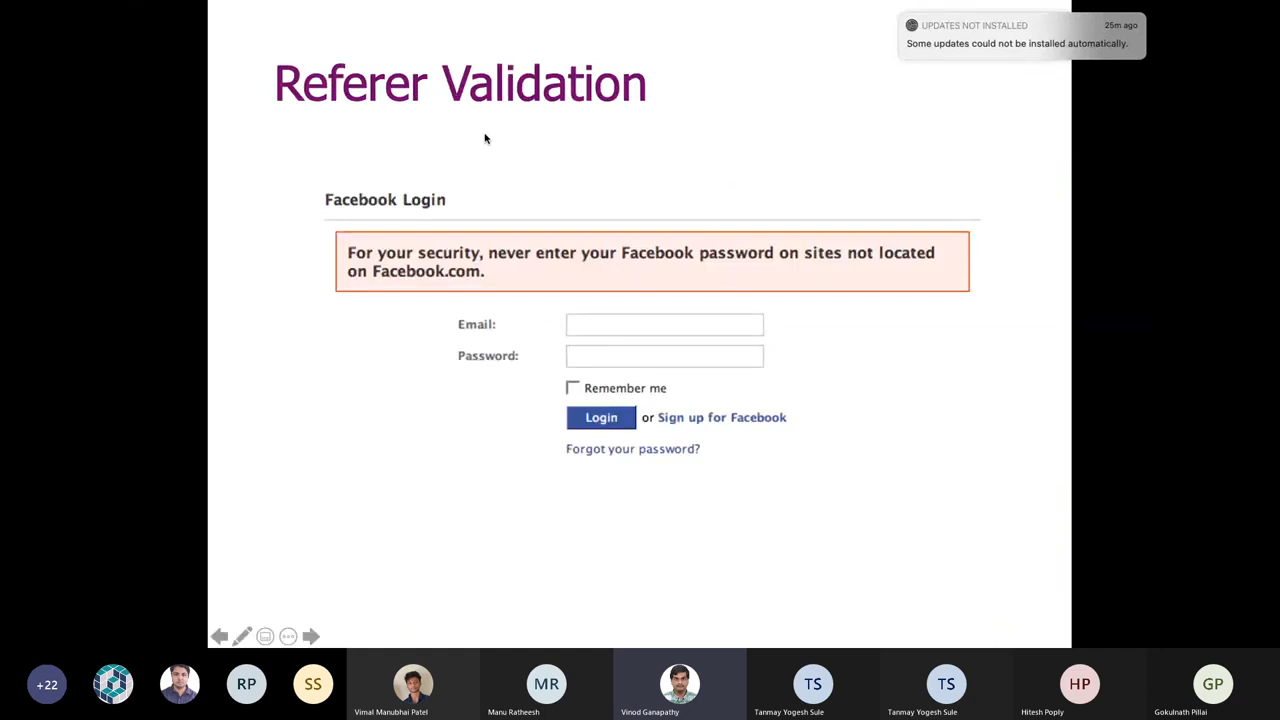 UPDATES NOT INSTALLED
25m ago
Some updates could not be installed automatically.
Referer Validation
Facebook Login
For your security, never enter your Facebook password on sites not located
on Facebook.com.
Email:
Password:
Remember me
Login or Sign up for Facebook
Forgot your password?
+22
RP
SS
MR
TS
TS
HP
GP
Vimal Manubhai Patel
Manu Ratheesh
Vinod Ganapathy
Tanmay Yogesh Sule
Tanmay Yogesh Sule
Hitesh Poply
Gokulnath Pillai